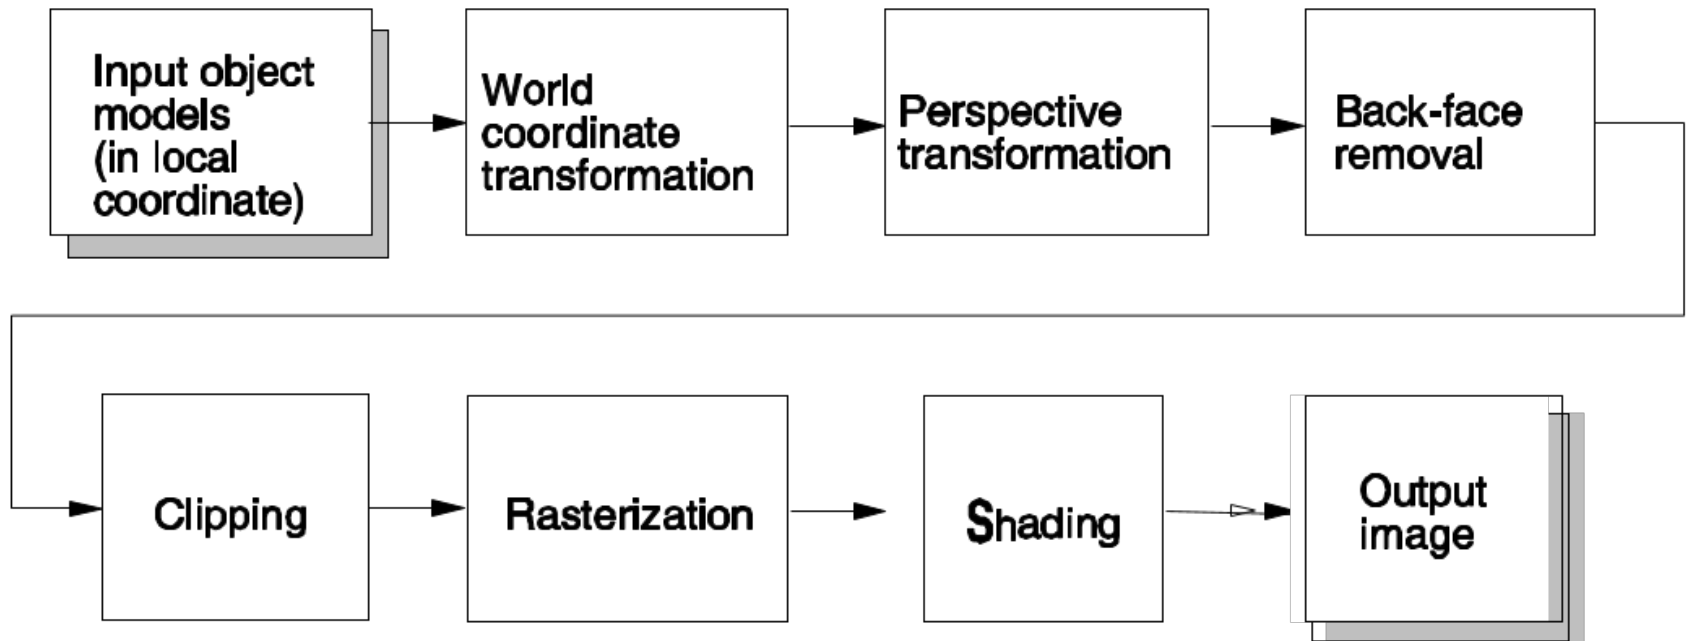 Input object
models
(in local
coordinate)
World
coordinate
transformation
Perspective
transformation
Back-face
removal
Clipping
Rasterization
Shading
Output
image